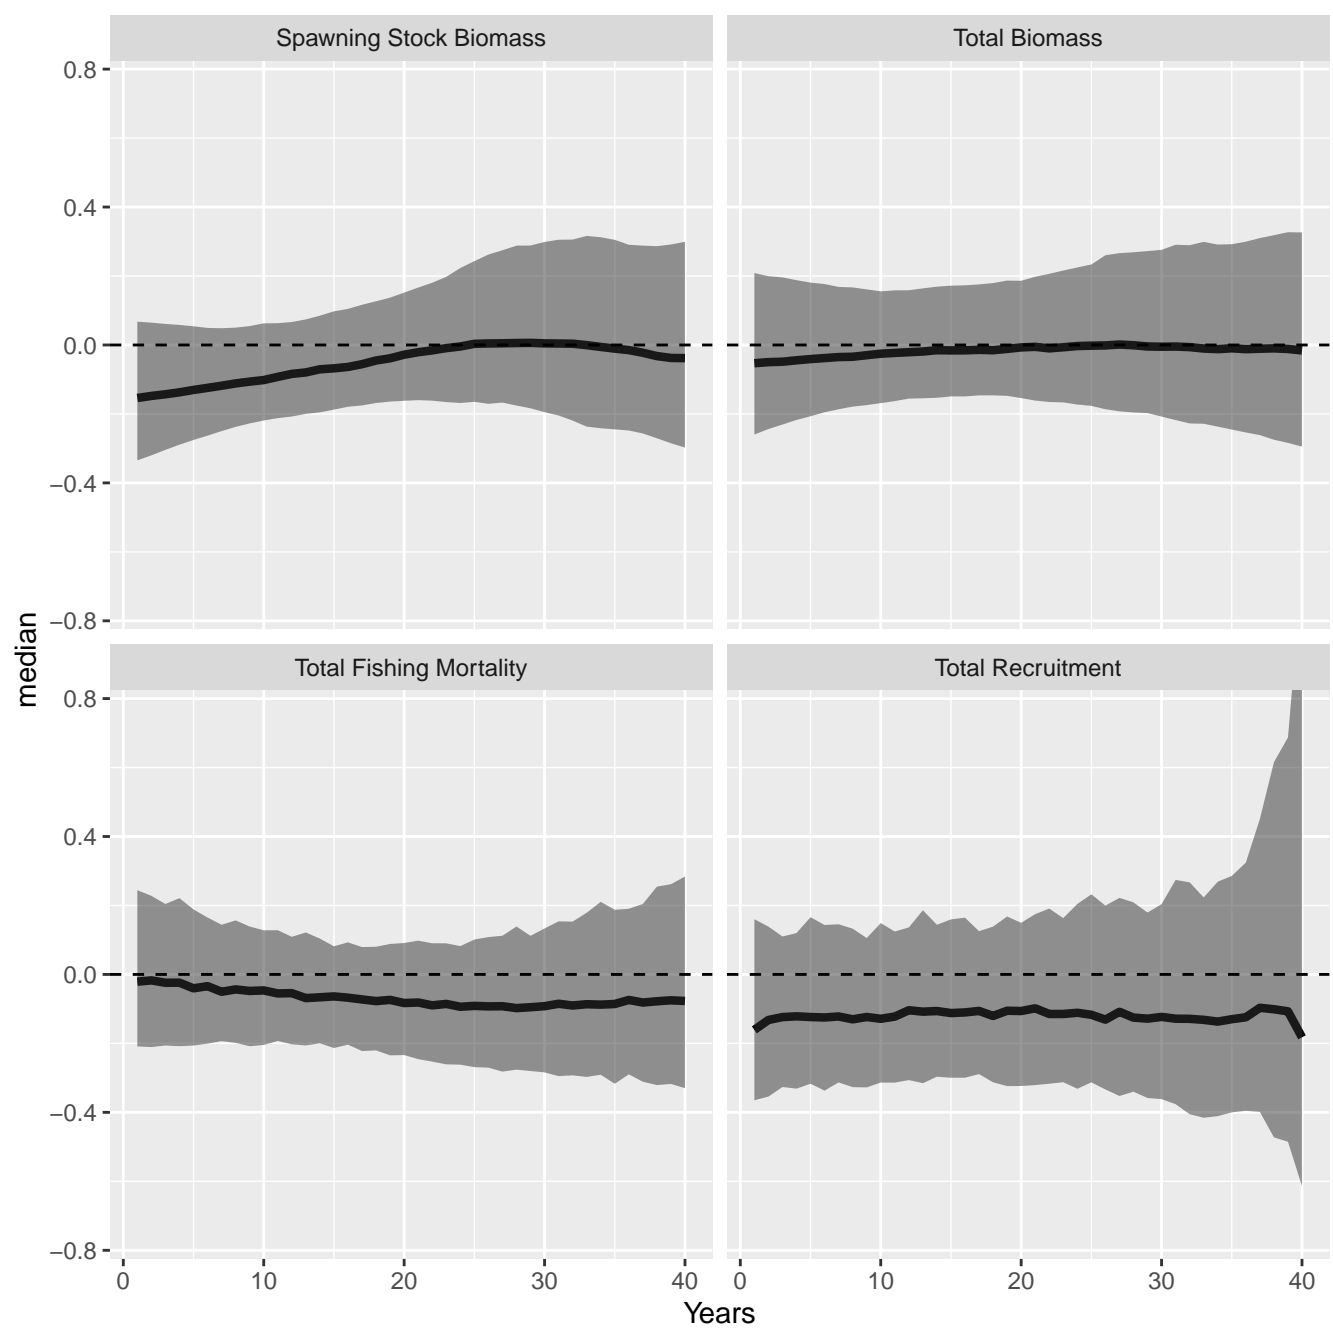 Spawning Stock Biomass
Total Biomass
0.8
0.4
0.0
−0.4
−0.8
median
Total Fishing Mortality
Total Recruitment
0.8
0.4
0.0
−0.4
−0.8
0 10 20 30 40
0 10 20 30 40
Years